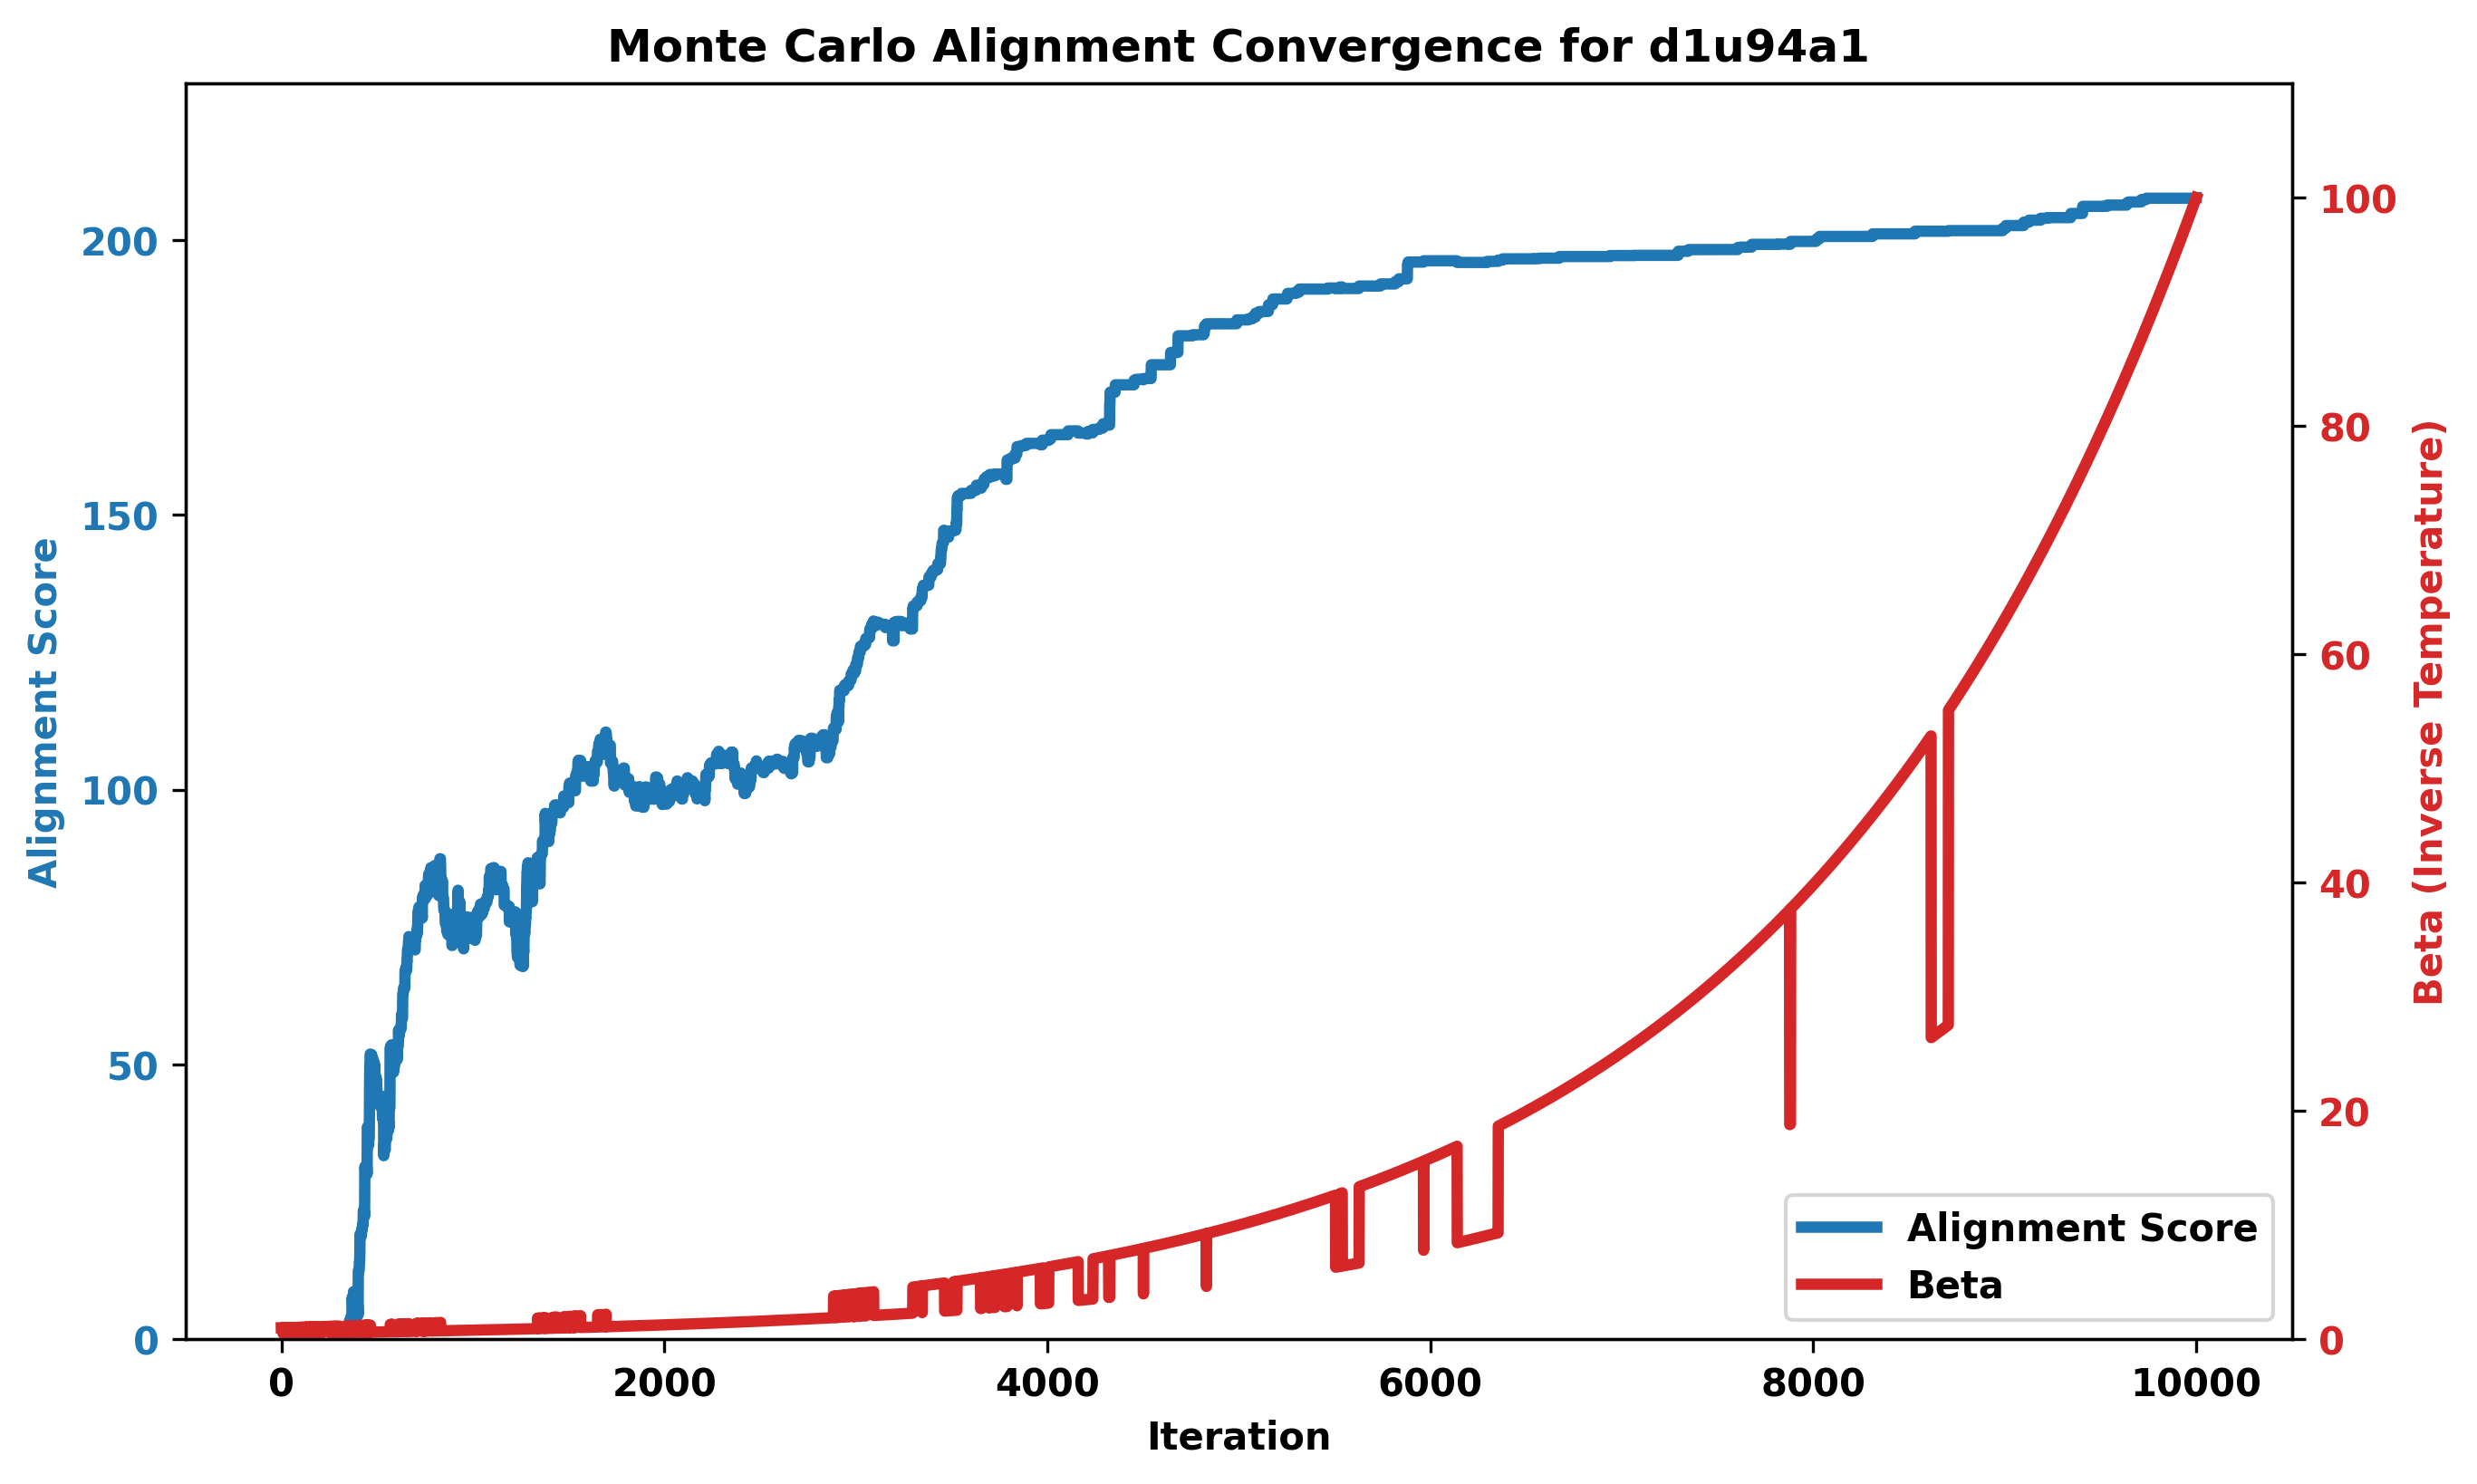 Monte Carlo Alignment Convergence for d1u94a1
Alignment Score
200
150
100
50
0
0 2000 4000 6000 8000 10000
Iteration
100
80
60
40
20
0
Beta (Inverse Temperature)
Alignment Score
Beta